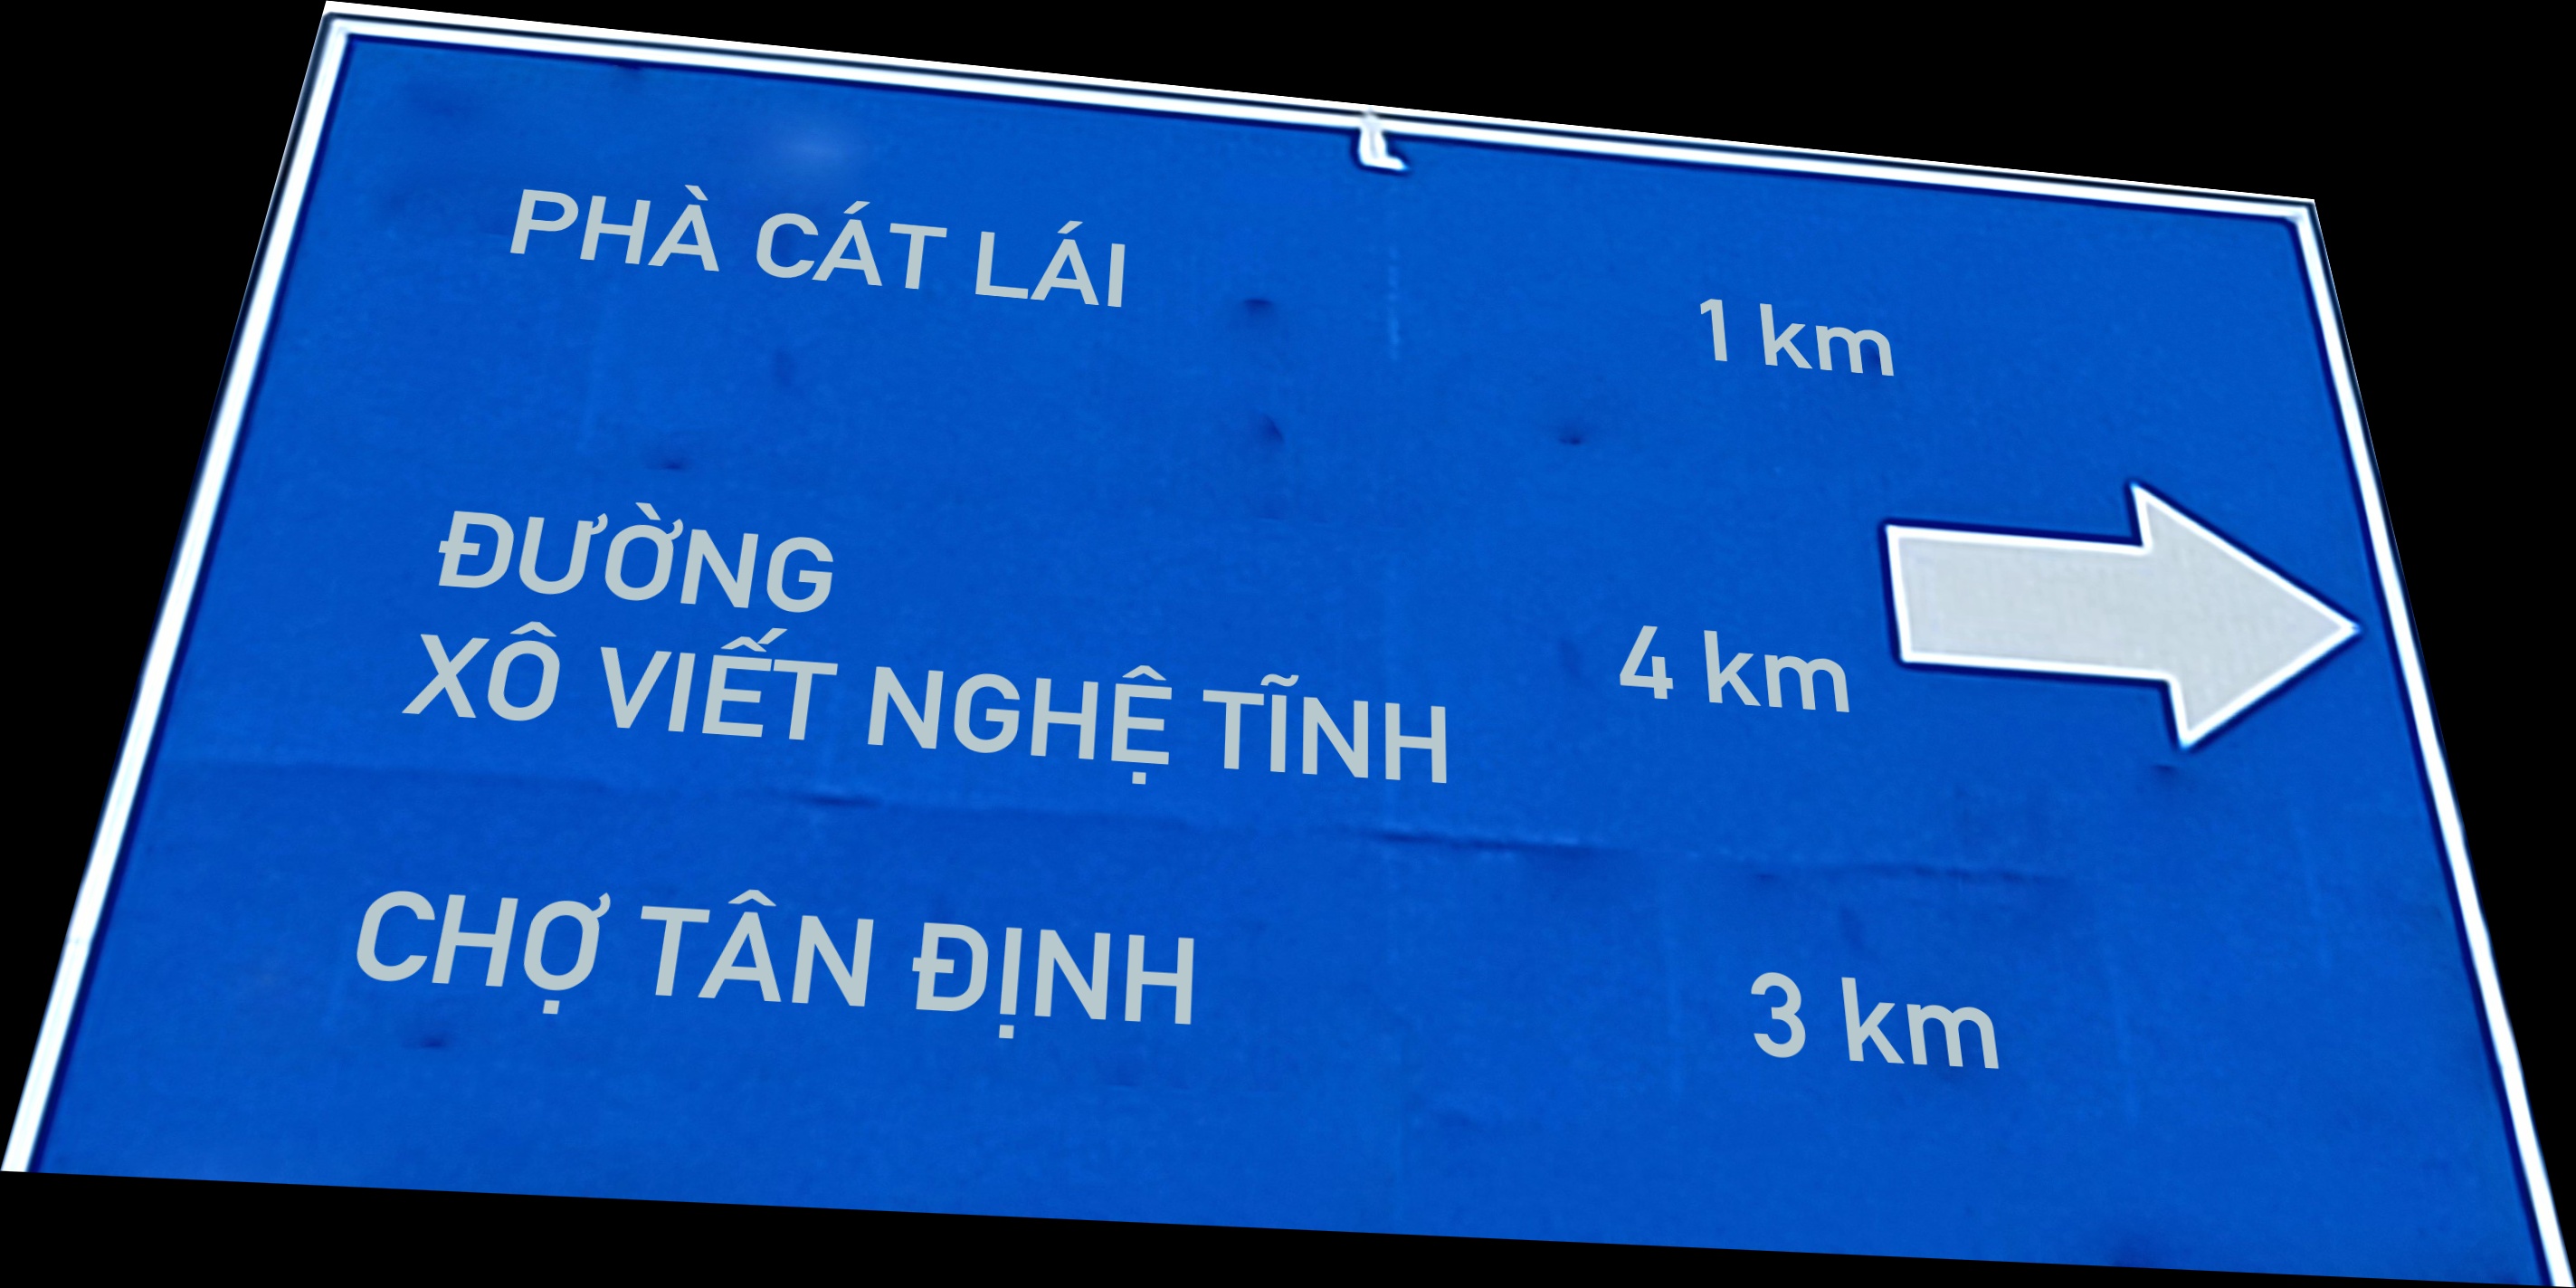 PHÀ CÁT LÁI 1 km
ĐƯỜNG
XÔ VIẾT NGHỆ TĨNH 4 km
CHỢ TÂN ĐỊNH 3 km